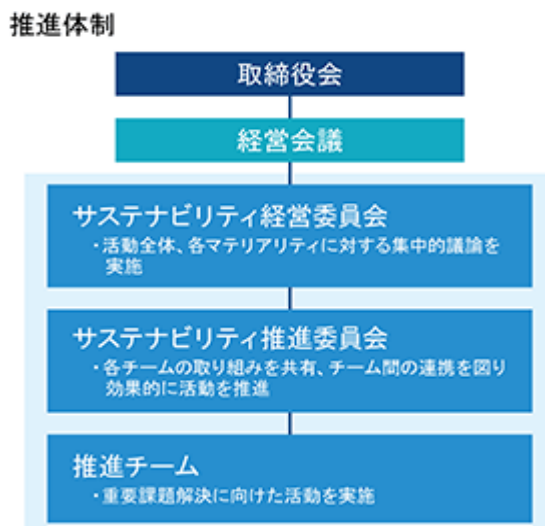 推進体制
取締役会
経営会議
サステナビリティ経営委員会
・活動全体、各マテリアリティに対する集中的議論を
実施
サステナビリティ推進委員会
・各チームの取り組みを共有、チーム間の連携を図り
効果的に活動を推進
推進チーム
・重要課題解決に向けた活動を実施